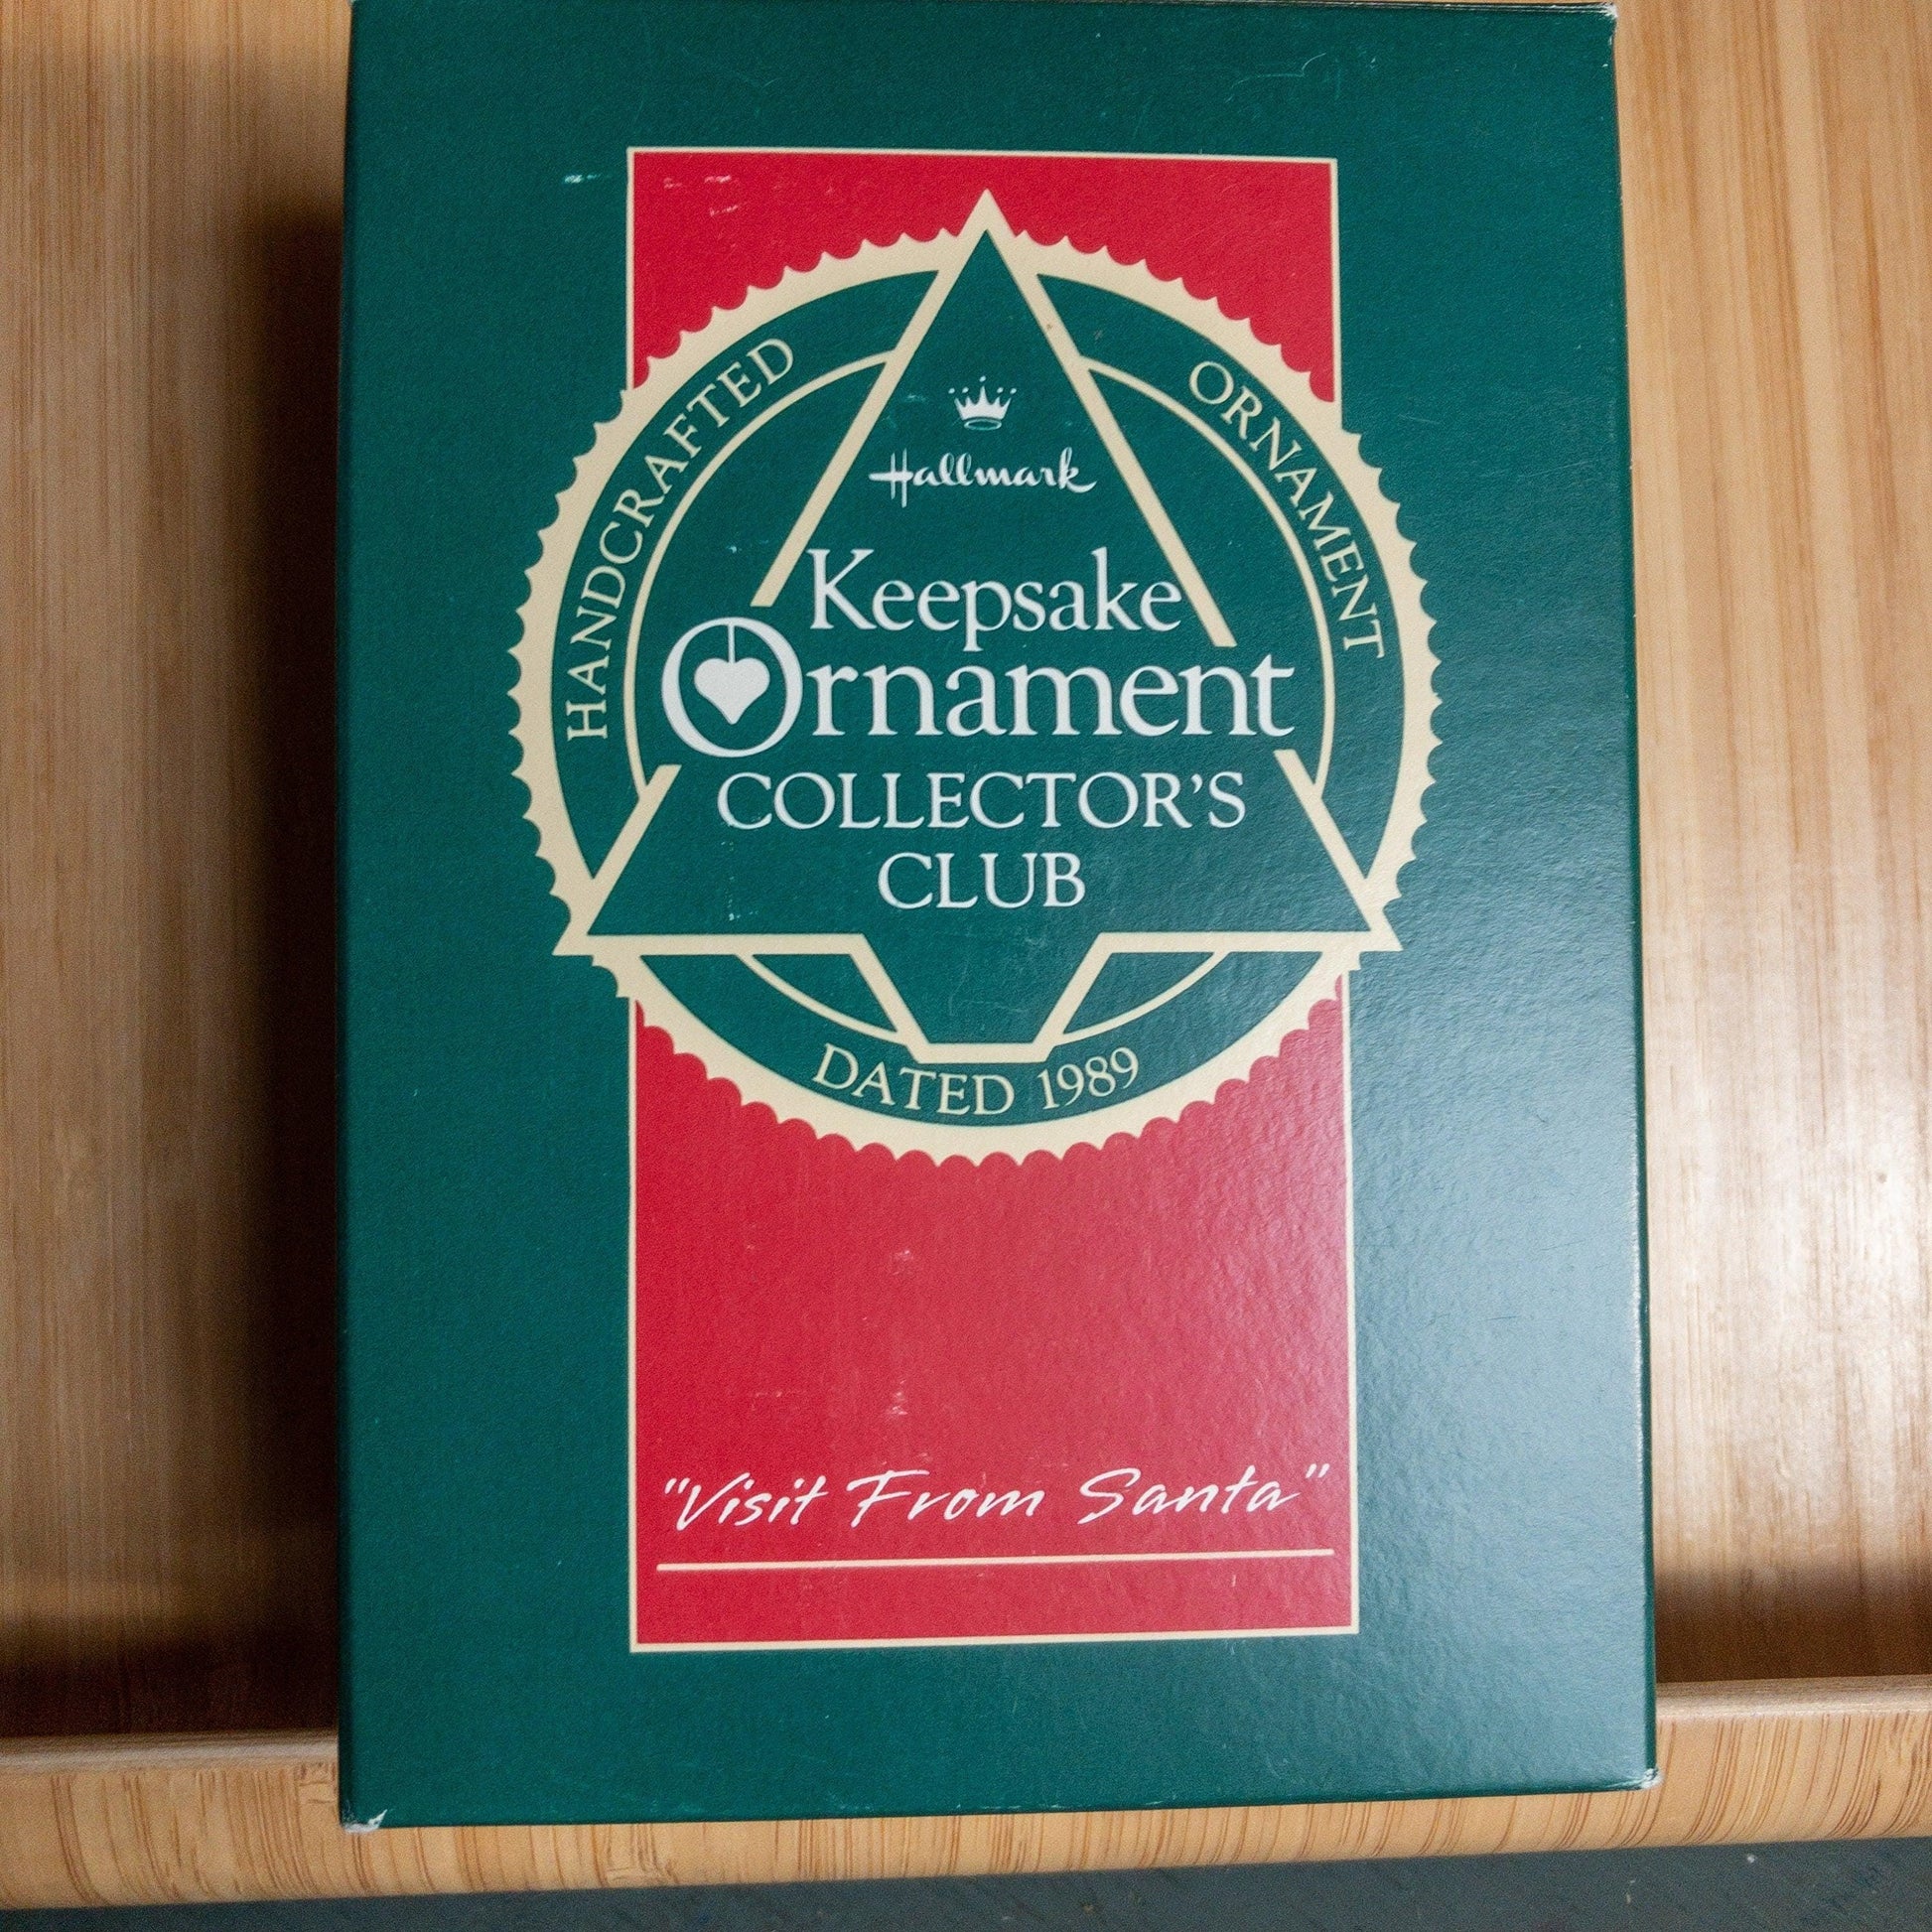 HANDCRAFTED
ORNAMENT
Hallmark
Keepsake
Ornament
COLLECTOR'S
CLUB
DATED 1989
"Visit From Santa"